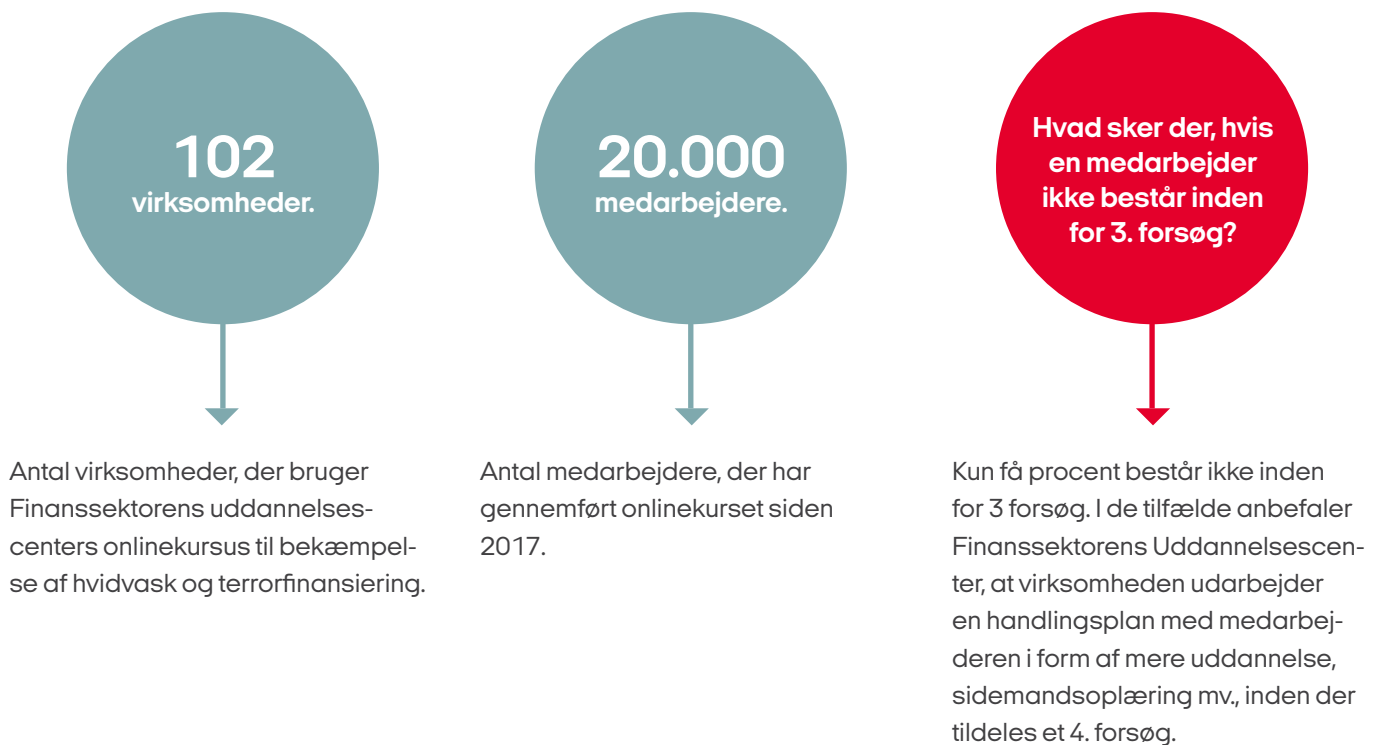 102
virksomheder.
Antal virksomheder, der bruger
Finanssektorens uddannelses-
centers onlinekursus til bekæmpel-
se af hvidvask og terrorfinansiering.
20.000
medarbejdere.
Antal medarbejdere, der har
gennemført onlinekurset siden
2017.
Hvad sker der, hvis
en medarbejder
ikke består inden
for 3. forsøg?
Kun få procent består ikke inden
for 3 forsøg. I de tilfælde anbefaler
Finanssektorens Uddannelsescen-
ter, at virksomheden udarbejder
en handlingsplan med medarbej-
deren i form af mere uddannelse,
sidemandsoplæring mv., inden der
tildeles et 4. forsøg.